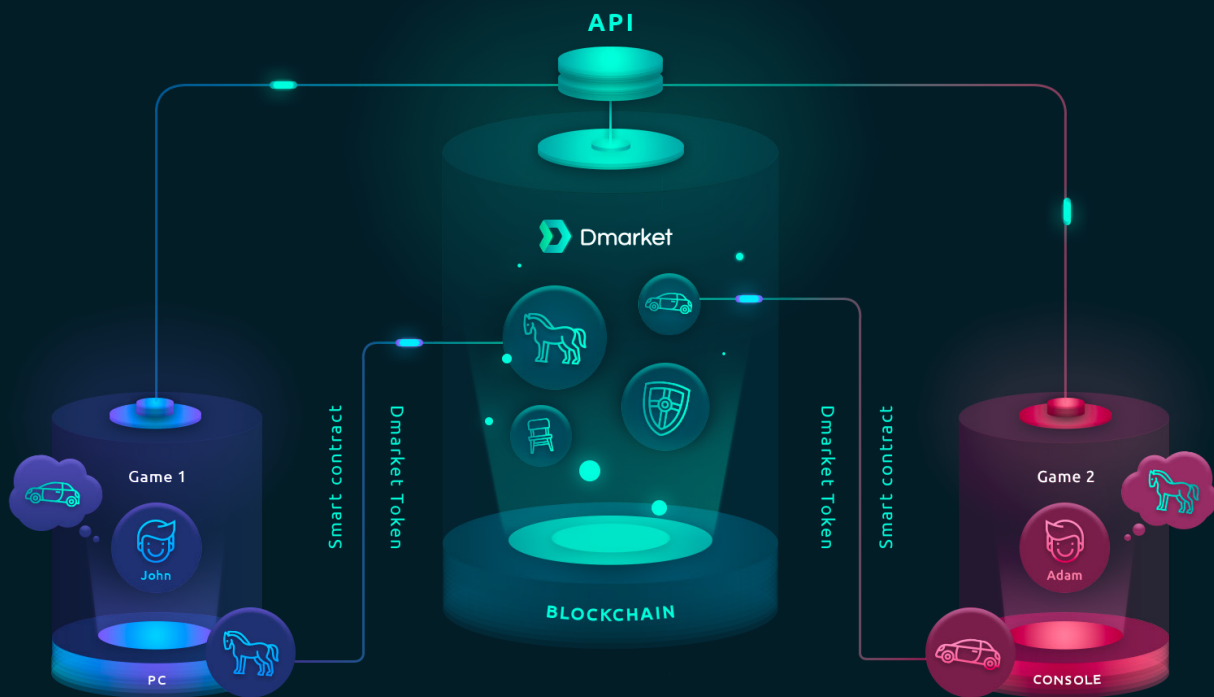 API
Dmarket
Smart contract
Dmarket Token
Dmarket Token
Smart contract
Game 1
John
PC
BLOCKCHAIN
Game 2
Adam
CONSOLE